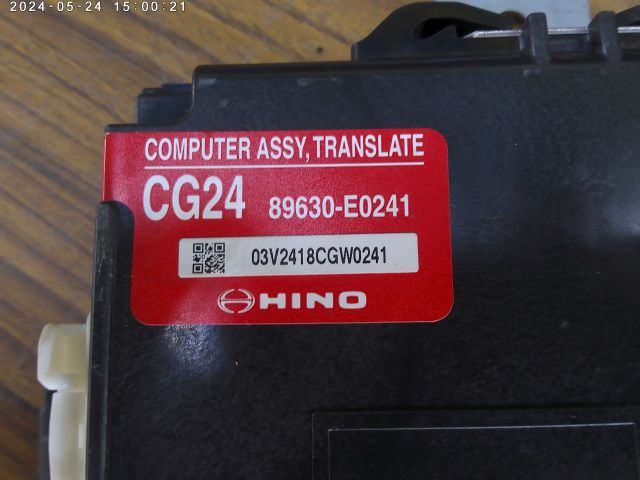 2024-05-24 15:00:21
COMPUTER ASSY, TRANSLATE
CG24 89630-E0241
03V2418CGW0241
HINO